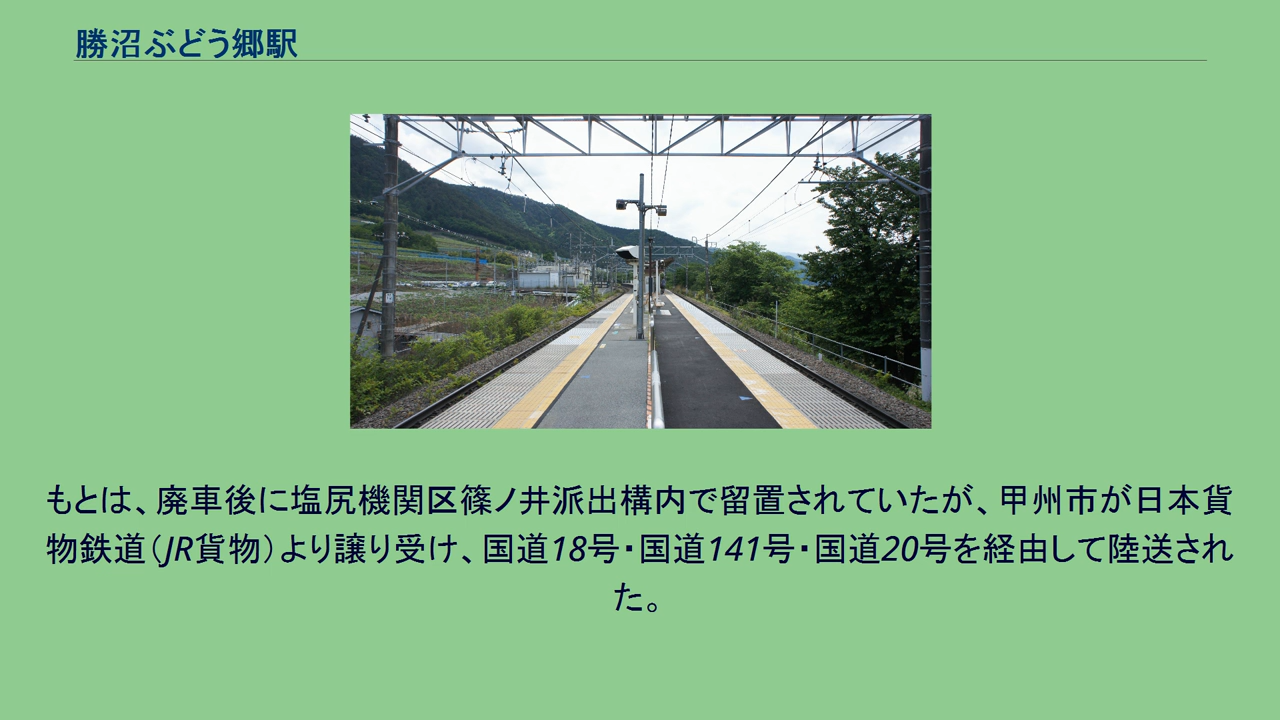 勝沼ぶどう郷駅
もとは、廃車後に塩尻機関区篠ノ井派出構内で留置されていたが、甲州市が日本貨
物鉄道（JR貨物）より譲り受け、国道18号・国道141号・国道20号を経由して陸送され
た。